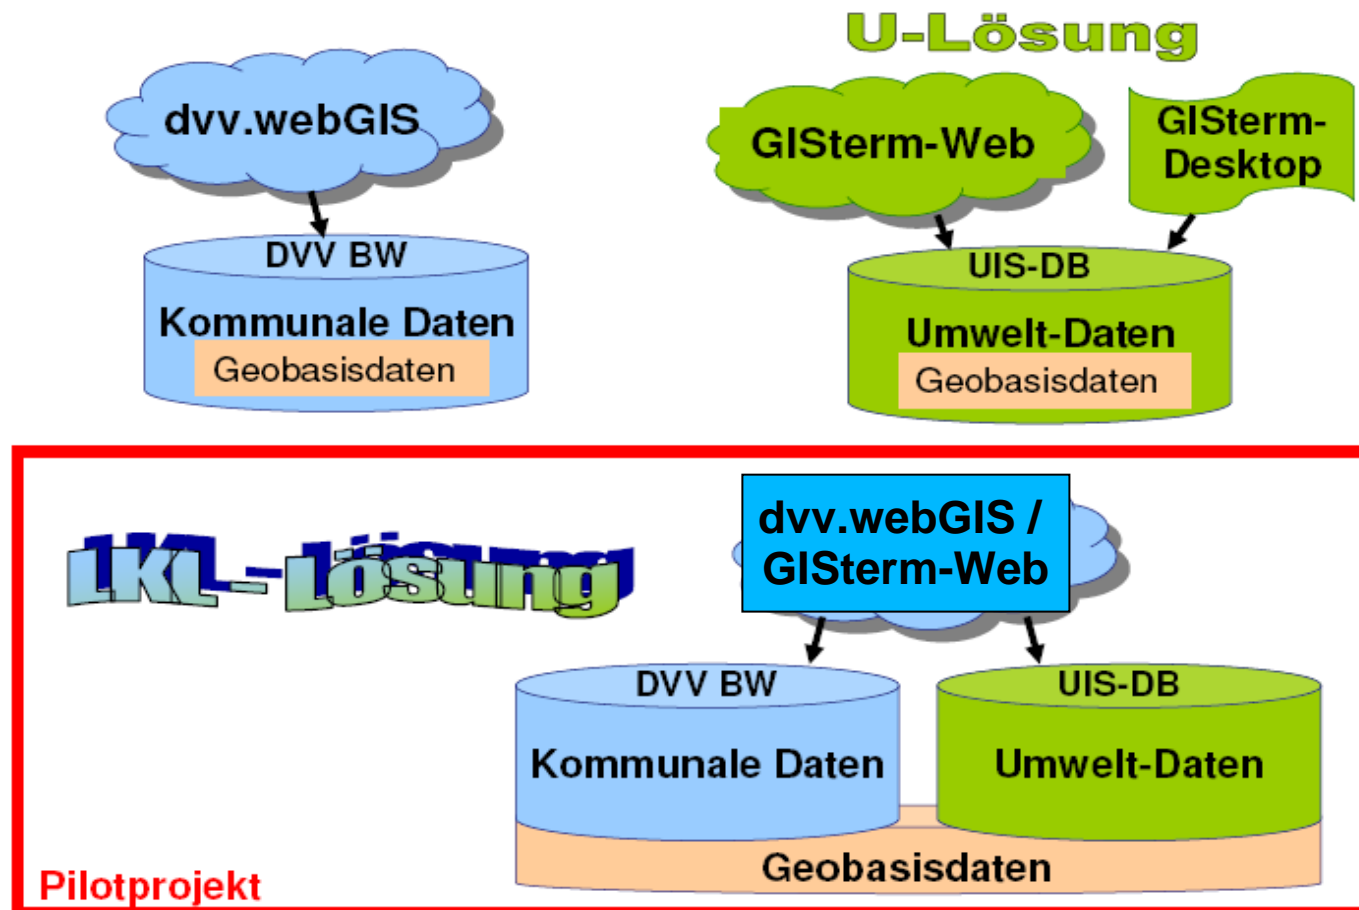 U-Lösung
dvv.webGIS
GISterm-Web
GISterm-
Desktop
DVV BW
Kommunale Daten
Geobasisdaten
UIS-DB
Umwelt-Daten
Geobasisdaten
LKL-Lösung
dvv.webGIS /
GISterm-Web
DVV BW
UIS-DB
Kommunale Daten
Umwelt-Daten
Geobasisdaten
Pilotprojekt